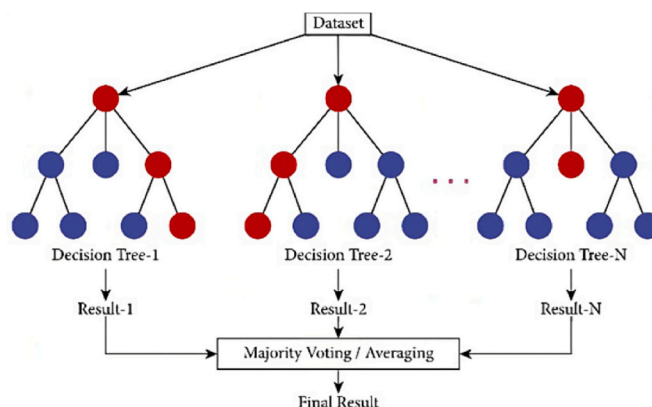 Dataset
Decision Tree-1
Decision Tree-2
Decision Tree-N
Result-1
Result-2
Result-N
Majority Voting / Averaging
Final Result